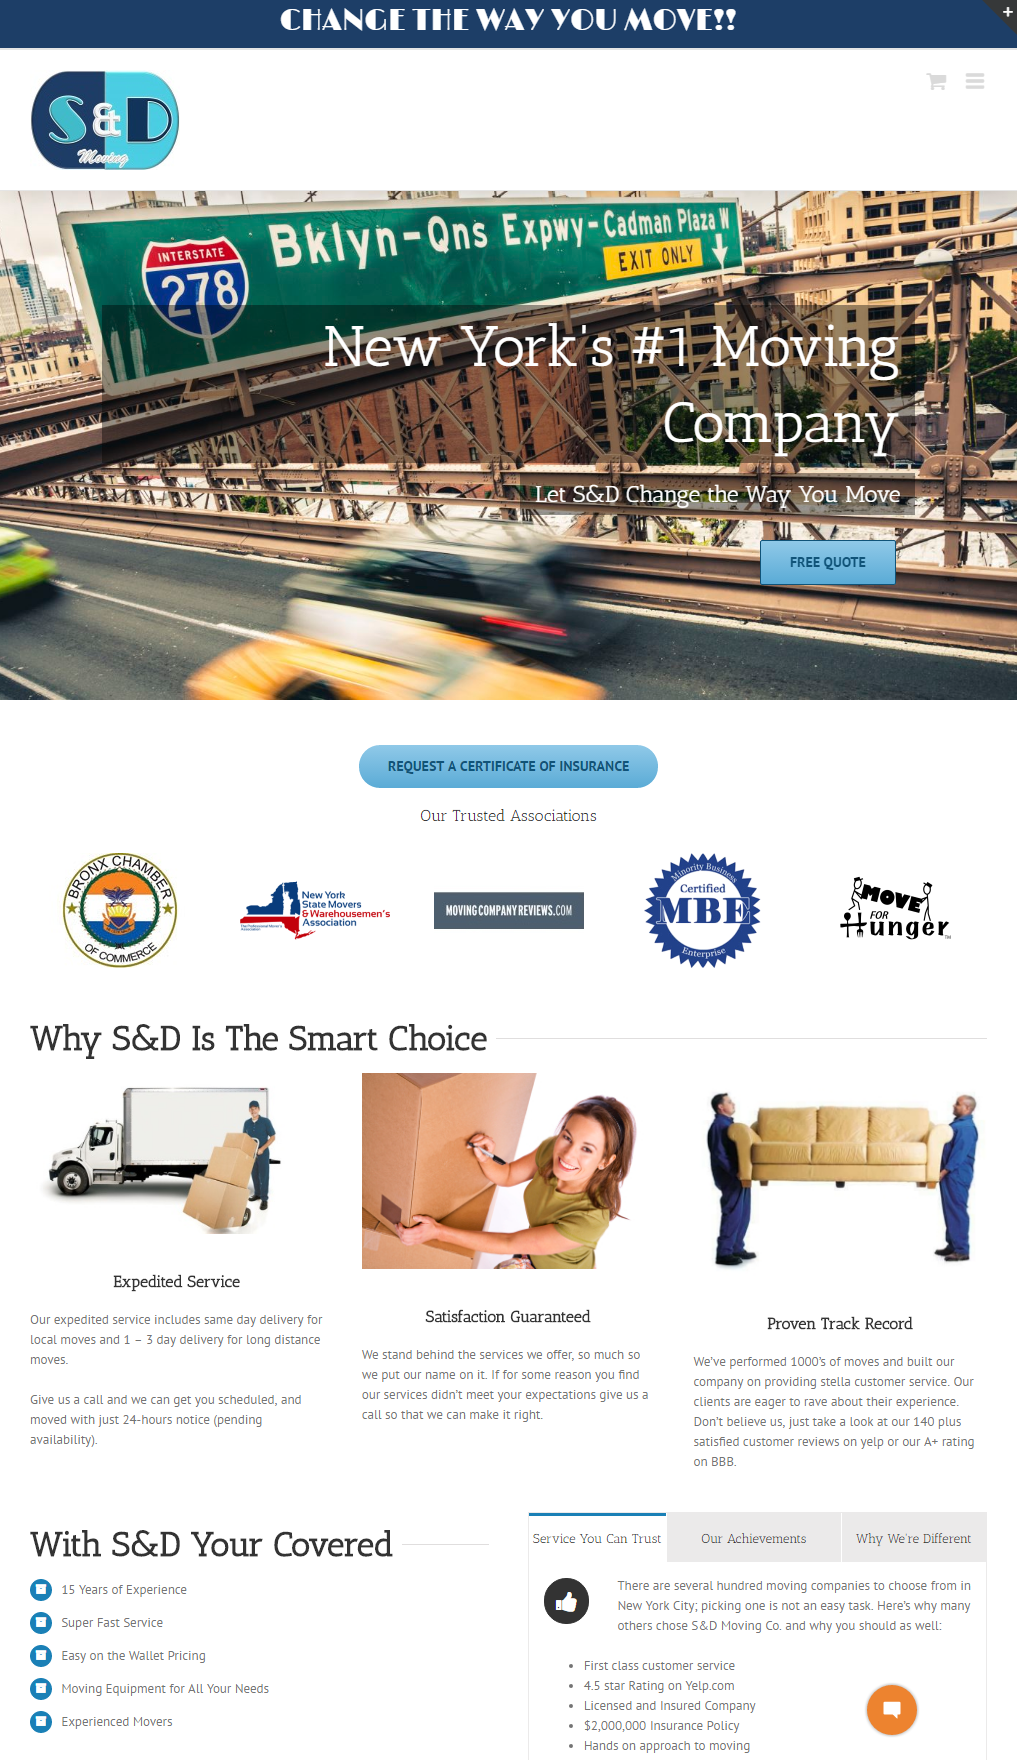 CHANGE THE WAY YOU MOVE!!
+
S&D
Moving
INTERSTATE
278
Bklyn-Qns Expwy-Cadman Plaza W
EXIT ONLY
New York's #1 Moving
Company
Let S&D Change the Way You Move
FREE QUOTE
REQUEST A CERTIFICATE OF INSURANCE
Our Trusted Associations
BRONX CHAMBER
OF COMMERCE
New York
State Movers
& Warehousemen's
Association
The Professional Mover's
Association
MOVINGCOMPANYREVIEWS.COM
Minority Business
Certified
MBE
Enterprise
MOVE
FOR
Hunger
Why S&D Is The Smart Choice
Expedited Service
Our expedited service includes same day delivery for
local moves and 1 – 3 day delivery for long distance
moves.
Give us a call and we can get you scheduled, and
moved with just 24-hours notice (pending
availability).
Satisfaction Guaranteed
We stand behind the services we offer, so much so
we put our name on it. If for some reason you find
our services didn't meet your expectations give us a
call so that we can make it right.
Proven Track Record
We've performed 1000's of moves and built our
company on providing stella customer service. Our
clients are eager to rave about their experience.
Don't believe us, just take a look at our 140 plus
satisfied customer reviews on yelp or our A+ rating
on BBB.
With S&D Your Covered
15 Years of Experience
Super Fast Service
Easy on the Wallet Pricing
Moving Equipment for All Your Needs
Experienced Movers
Service You Can Trust
Our Achievements
Why We're Different
There are several hundred moving companies to choose from in
New York City; picking one is not an easy task. Here's why many
others chose S&D Moving Co. and why you should as well:
• First class customer service
• 4.5 star Rating on Yelp.com
• Licensed and Insured Company
• $2,000,000 Insurance Policy
• Hands on approach to moving